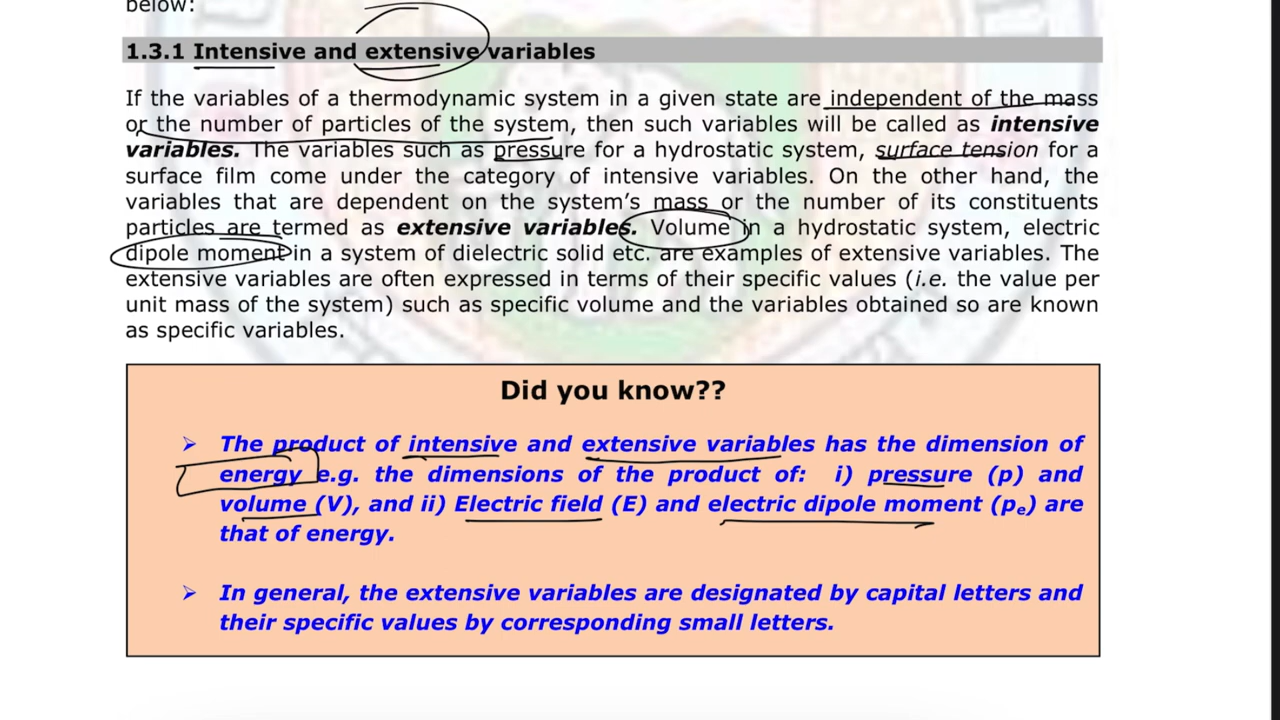 below:
1.3.1 Intensive and extensive variables
If the variables of a thermodynamic system in a given state are independent of the mass
or the number of particles of the system, then such variables will be called as intensive
variables. The variables such as pressure for a hydrostatic system, surface tension for a
surface film come under the category of intensive variables. On the other hand, the
variables that are dependent on the system’s mass or the number of its constituents
particles are termed as extensive variables. Volume in a hydrostatic system, electric
dipole moment in a system of dielectric solid etc. are examples of extensive variables. The
extensive variables are often expressed in terms of their specific values (i.e. the value per
unit mass of the system) such as specific volume and the variables obtained so are known
as specific variables.
Did you know??
➢ The product of intensive and extensive variables has the dimension of
energy e.g. the dimensions of the product of: i) pressure (p) and
volume (V), and ii) Electric field (E) and electric dipole moment (pₑ) are
that of energy.
➢ In general, the extensive variables are designated by capital letters and
their specific values by corresponding small letters.